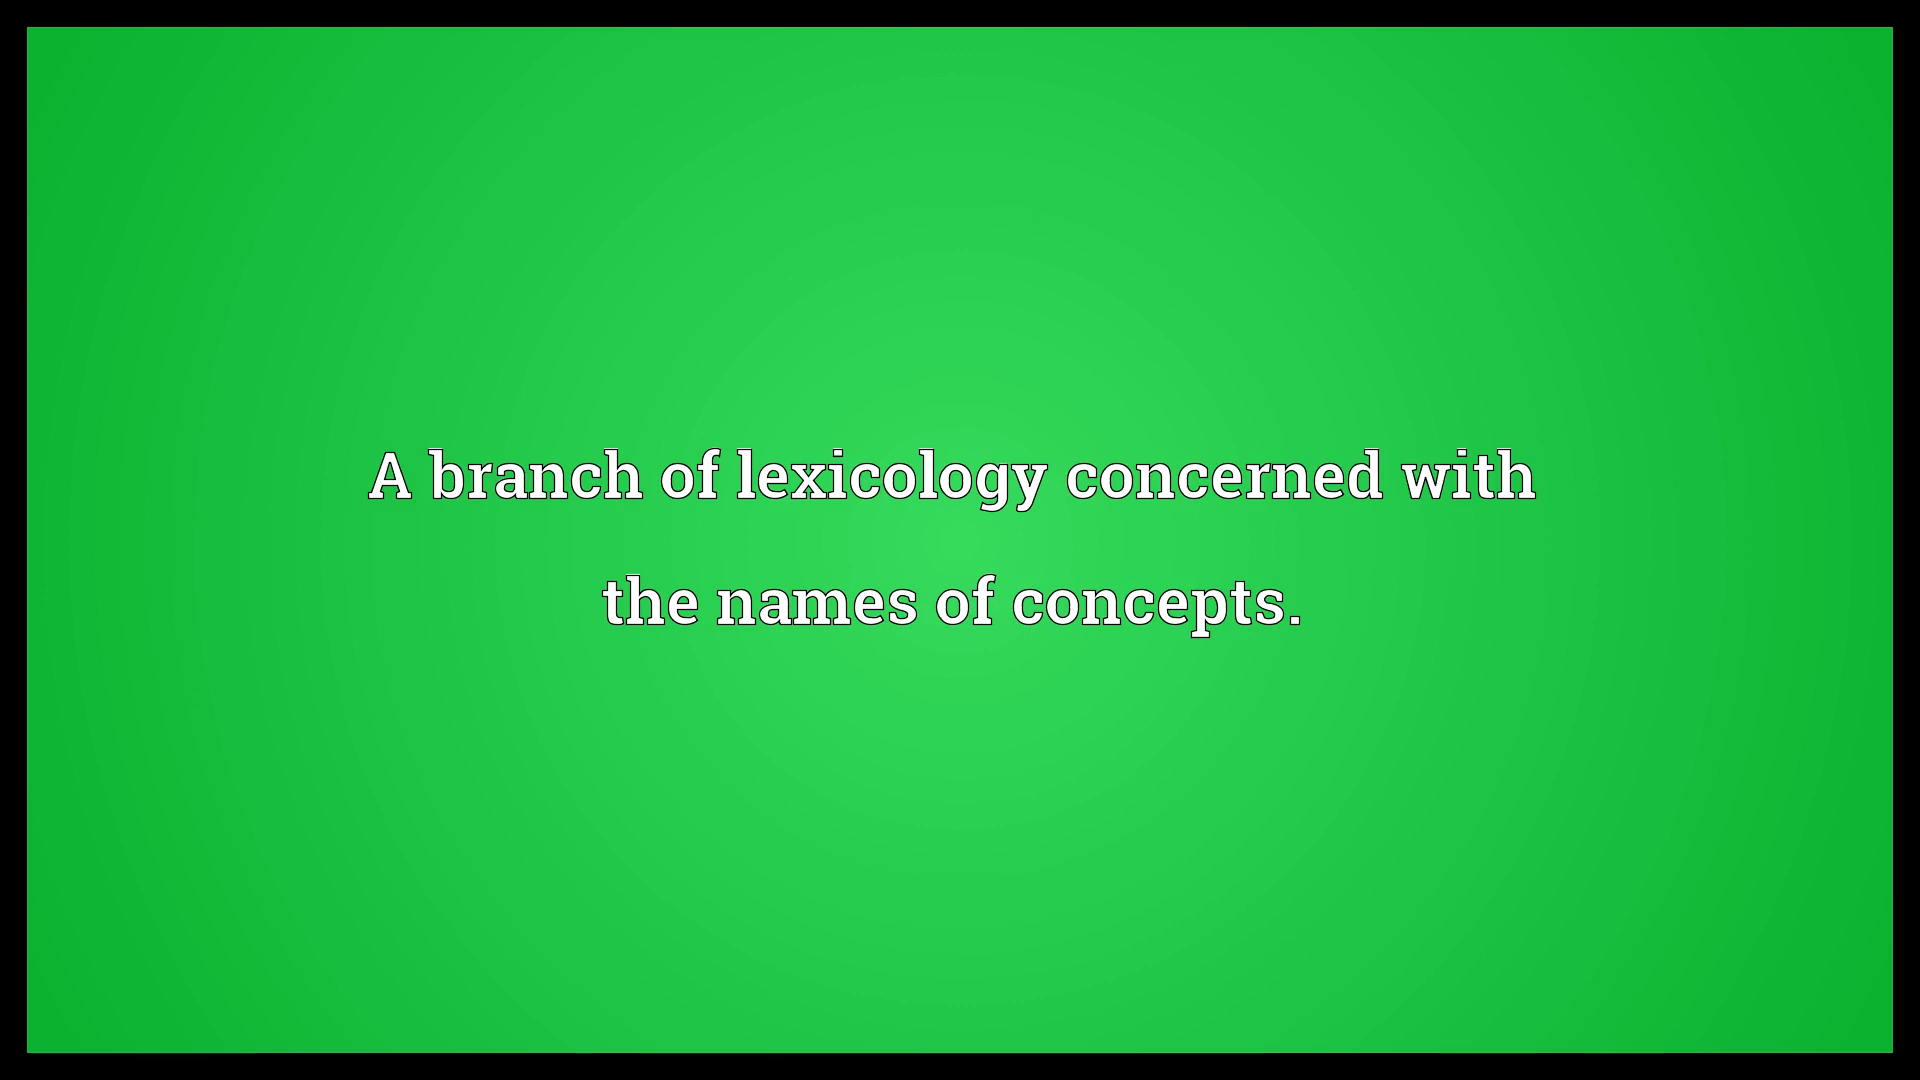 A branch of lexicology concerned with
the names of concepts.